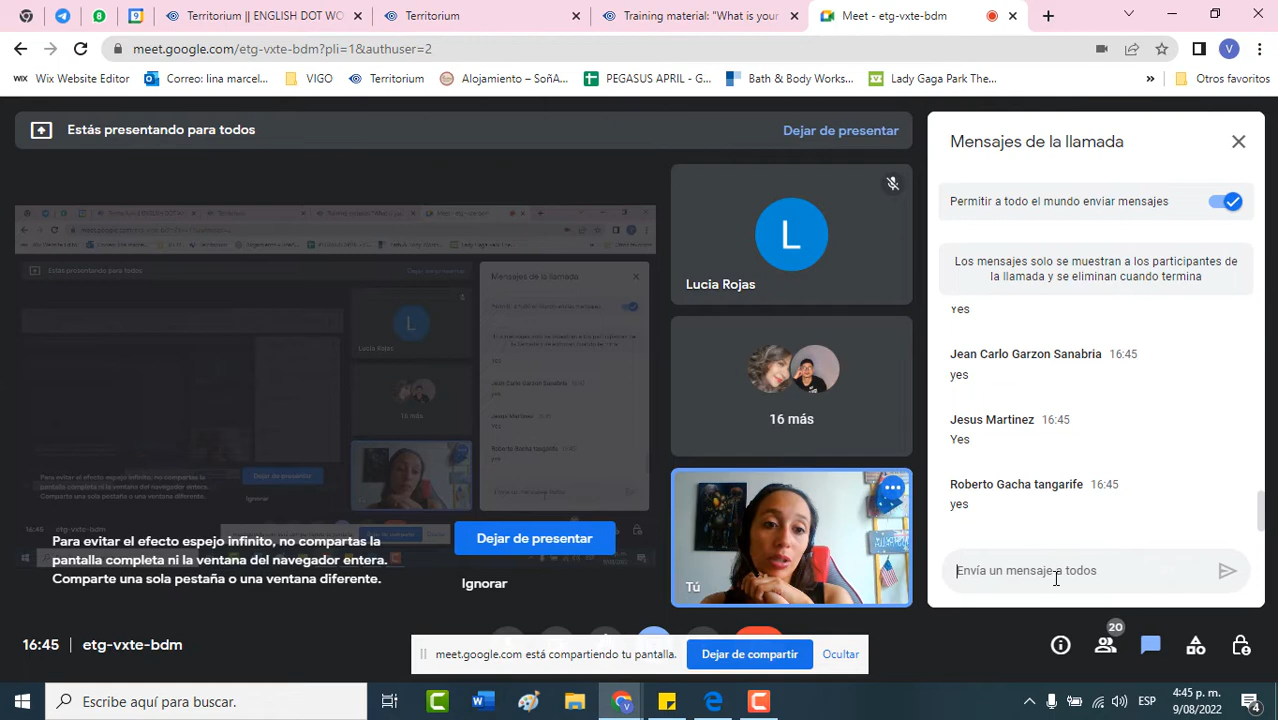 Territorium || ENGLISH DOT WO
Territorium
Training material: "What is your
Meet - etg-vxte-bdm
meet.google.com/etg-vxte-bdm?pli=1&authuser=2
V
WIX Wix Website Editor
Correo: lina marcel...
VIGO
Territorium
Alojamiento – SoñA...
PEGASUS APRIL - G...
Bath & Body Works...
Lady Gaga Park The...
»
Otros favoritos
Estás presentando para todos
Dejar de presentar
Mensajes de la llamada
Permitir a todo el mundo enviar mensajes
Los mensajes solo se muestran a los participantes de
la llamada y se eliminan cuando termina
Yes
Jean Carlo Garzon Sanabria 16:45
yes
Jesus Martinez 16:45
Yes
Roberto Gacha tangarife 16:45
yes
Envía un mensaje a todos
L
Lucia Rojas
16 más
Tú
Para evitar el efecto espejo infinito, no compartas la
pantalla completa ni la ventana del navegador entera.
Comparte una sola pestaña o una ventana diferente.
Dejar de presentar
Ignorar
16:45 etg-vxte-bdm
20
meet.google.com está compartiendo tu pantalla.
Dejar de compartir
Ocultar
Escribe aquí para buscar.
ESP
4:45 p. m.
9/08/2022
4